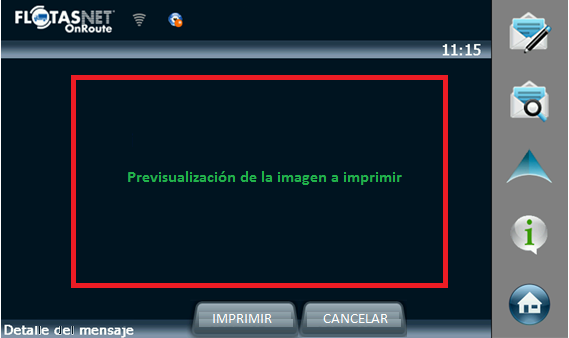 FLOTASNET
OnRoute
11:15
Previsualización de la imagen a imprimir
IMPRIMIR
CANCELAR
Detalle del mensaje